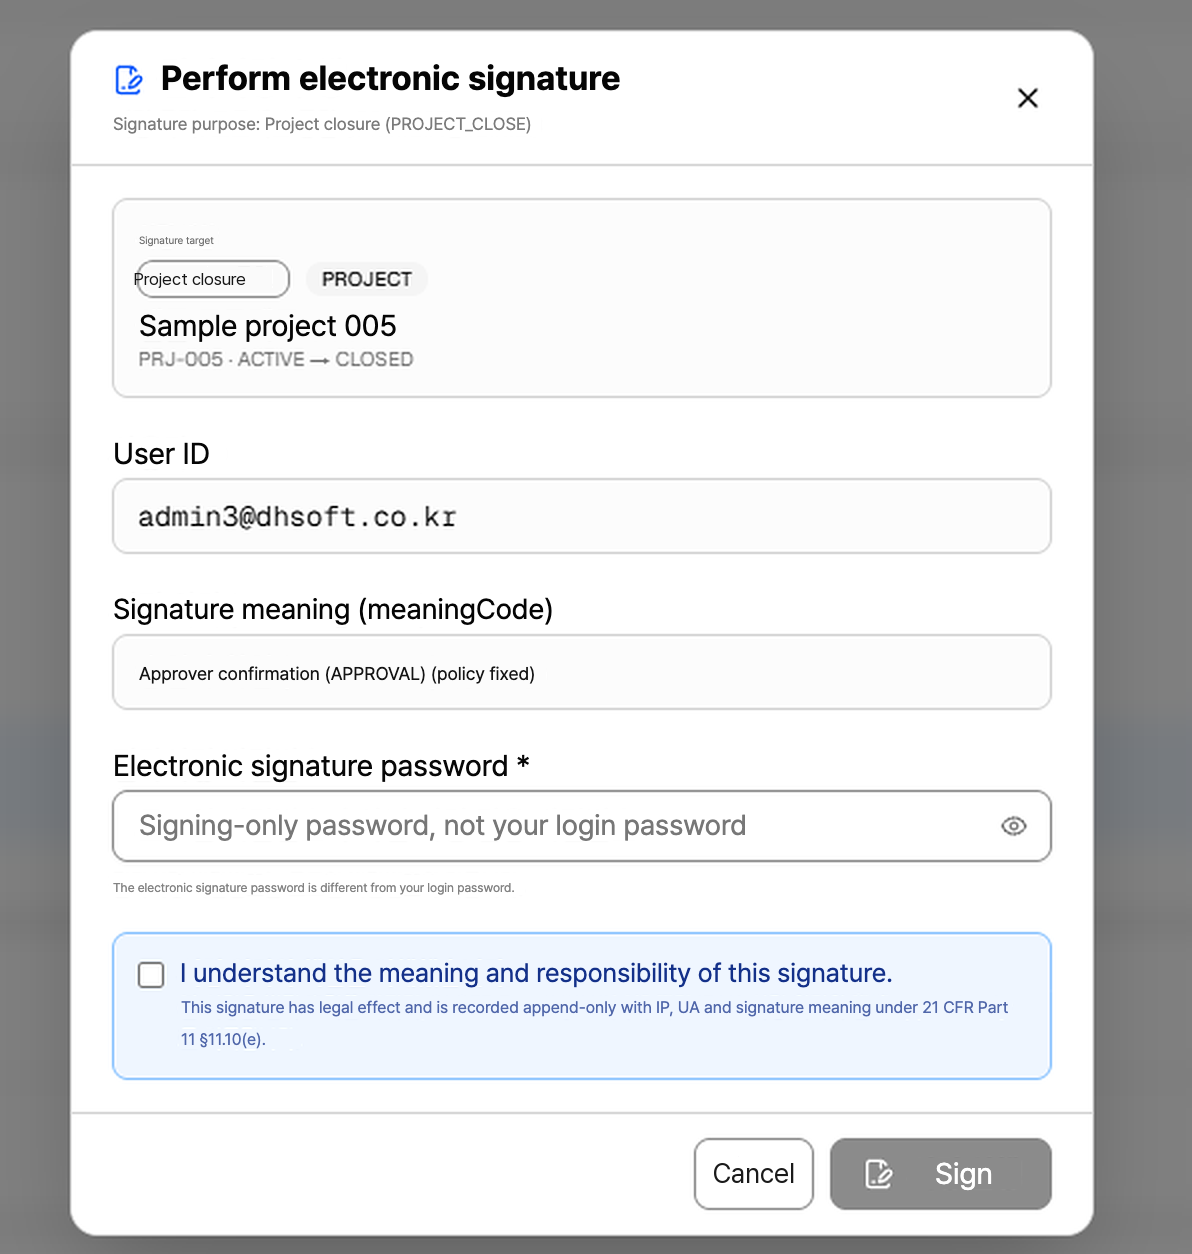 Perform electronic signature
Signature purpose: Project closure (PROJECT_CLOSE)
Signature target
Project closure PROJECT
Sample project 005
PRJ-005 · ACTIVE → CLOSED
User ID
admin3@dhsoft.co.kr
Signature meaning (meaningCode)
Approver confirmation (APPROVAL) (policy fixed)
Electronic signature password *
Signing-only password, not your login password
The electronic signature password is different from your login password.
I understand the meaning and responsibility of this signature.
This signature has legal effect and is recorded append-only with IP, UA and signature meaning under 21 CFR Part
11 §11.10(e).
Cancel Sign